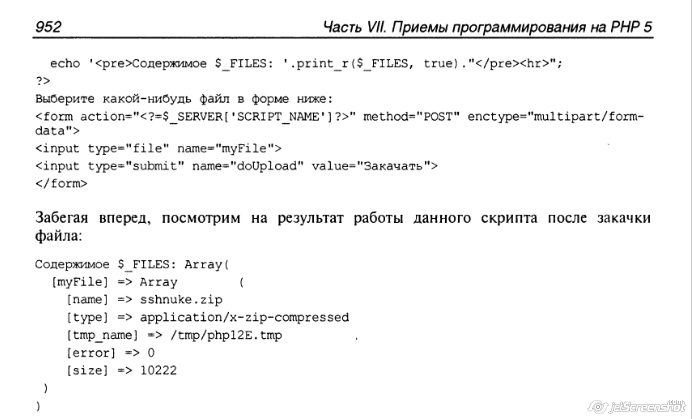 952 Часть VII. Приемы программирования на PHP 5
echo '<pre>Содержимое $_FILES: '.print_r($_FILES, true)."</pre><hr>";
?>
Выберите какой-нибудь файл в форме ниже:
<form action="<?=$_SERVER['SCRIPT_NAME']?>" method="POST" enctype="multipart/form-
data">
<input type="file" name="myFile">
<input type="submit" name="doUpload" value="Закачать">
</form>
Забегая вперед, посмотрим на результат работы данного скрипта после закачки
файла:
Содержимое $_FILES: Array(
[myFile] => Array (
[name] => sshnuke.zip
[type] => application/x-zip-compressed
[tmp_name] => /tmp/php12E.tmp
[error] => 0
[size] => 10222
)
)
jetScreenshot